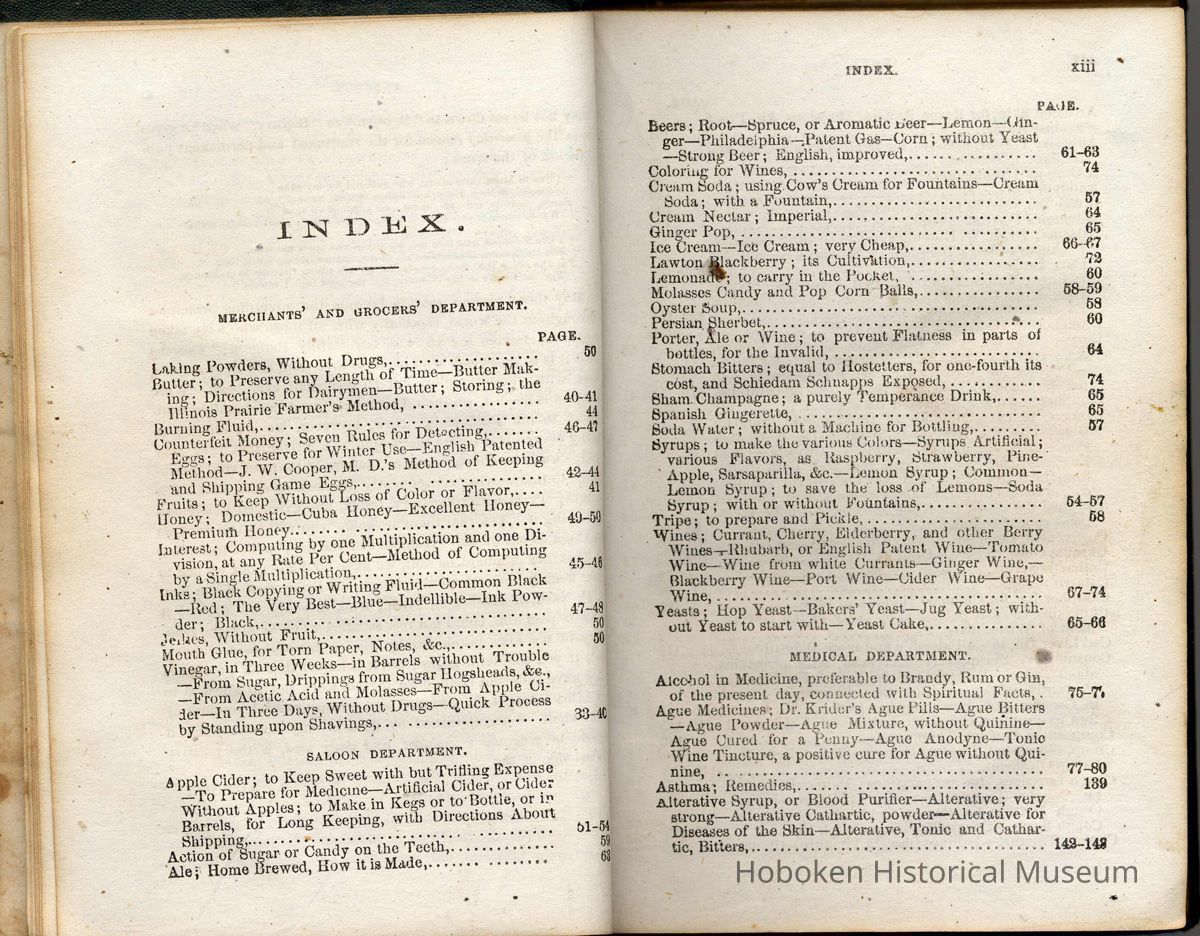 INDEX.
MERCHANTS' AND GROCERS' DEPARTMENT.
PAGE.
Baking Powders, Without Drugs, 50
Butter; to Preserve any Length of Time—Butter Mak-
ing; Directions for Dairymen—Butter; Storing; the
Illinois Prairie Farmer's Method, 40-41
Burning Fluid, 44
Counterfeit Money; Seven Rules for Detecting, 46-47
Eggs; to Preserve for Winter Use—English Patented
Method—J. W. Cooper, M. D.'s Method of Keeping
and Shipping Game Eggs, 42-44
Fruits; to Keep Without Loss of Color or Flavor, 41
Honey; Domestic—Cuba Honey—Excellent Honey—
Premium Honey 49-50
Interest; Computing by one Multiplication and one Di-
vision, at any Rate Per Cent—Method of Computing
by a Single Multiplication, 45-46
Inks; Black Copying or Writing Fluid—Common Black
—Red; The Very Best—Blue—Indellible—Ink Pow-
der; Black, 47-48
Jellies, Without Fruit, 50
Mouth Glue, for Torn Paper, Notes, &c., 50
Vinegar, in Three Weeks—in Barrels without Trouble
—From Sugar, Drippings from Sugar Hogsheads, &c.,
—From Acetic Acid and Molasses—From Apple Ci-
der—In Three Days, Without Drugs—Quick Process
by Standing upon Shavings, 33-40
SALOON DEPARTMENT.
Apple Cider; to Keep Sweet with but Trifling Expense
—To Prepare for Medicine—Artificial Cider, or Cider
Without Apples; to Make in Kegs or to Bottle, or in
Barrels, for Long Keeping, with Directions About
Shipping, 51-54
Action of Sugar or Candy on the Teeth, 59
Ale; Home Brewed, How it is Made, 63
INDEX. xiii
PAGE.
Beers; Root—Spruce, or Aromatic Beer—Lemon—Gin-
ger—Philadelphia—Patent Gas—Corn; without Yeast
—Strong Beer; English, improved, 61-63
Coloring for Wines, 74
Cream Soda; using Cow's Cream for Fountains—Cream
Soda; with a Fountain, 57
Cream Nectar; Imperial, 64
Ginger Pop, 65
Ice Cream—Ice Cream; very Cheap, 66-67
Lawton Blackberry; its Cultivation, 72
Lemonade; to carry in the Pocket, 60
Molasses Candy and Pop Corn Balls, 58-59
Oyster Soup, 58
Persian Sherbet, 60
Porter, Ale or Wine; to prevent Flatness in parts of
bottles, for the Invalid, 64
Stomach Bitters; equal to Hostetters, for one-fourth its
cost, and Schiedam Schnapps Exposed, 74
Sham Champagne; a purely Temperance Drink, 65
Spanish Gingerette, 65
Soda Water; without a Machine for Bottling, 57
Syrups; to make the various Colors—Syrups Artificial;
various Flavors, as Raspberry, Strawberry, Pine-
Apple, Sarsaparilla, &c.—Lemon Syrup; Common—
Lemon Syrup; to save the loss of Lemons—Soda
Syrup; with or without Fountains, 54-57
Tripe; to prepare and Pickle, 58
Wines; Currant, Cherry, Elderberry, and other Berry
Wines—Rhubarb, or English Patent Wine—Tomato
Wine—Wine from white Currants—Ginger Wine,—
Blackberry Wine—Port Wine—Cider Wine—Grape
Wine, 67-74
Yeasts; Hop Yeast—Bakers' Yeast—Jug Yeast; with-
out Yeast to start with—Yeast Cake, 65-66
MEDICAL DEPARTMENT.
Alcohol in Medicine, preferable to Brandy, Rum or Gin,
of the present day, connected with Spiritual Facts,
Ague Medicines; Dr. Krider's Ague Pills—Ague Bitters
—Ague Powder—Ague Mixture, without Quinine—
Ague Cured for a Penny—Ague Anodyne—Tonic
Wine Tincture, a positive cure for Ague without Qui-
nine, 77-80
Asthma; Remedies, 139
Alterative Syrup, or Blood Purifier—Alterative; very
strong—Alterative Cathartic, powder—Alterative for
Diseases of the Skin—Alterative, Tonic and Cathar-
tic, Bitters,
Hoboken Historical Museum